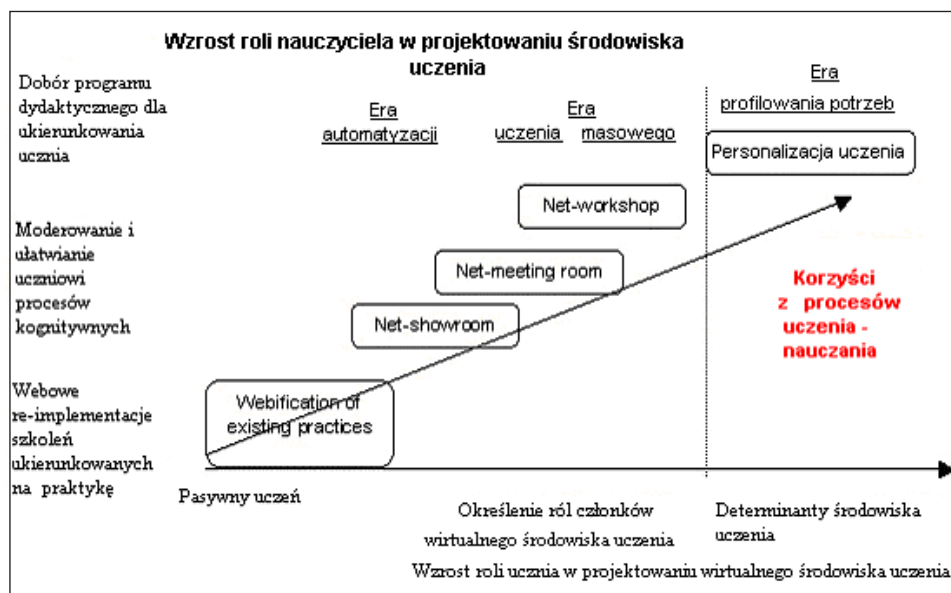 Wzrost roli nauczyciela w projektowaniu środowiska
uczenia
Dobór programu
dydaktycznego dla
ukierunkowania
ucznia
Era
automatyzacji
Era
uczenia masowego
Era
profilowania potrzeb
Personalizacja uczenia
Net-workshop
Moderowanie i
ułatwianie
uczniowi
procesów
kognitywnych
Net-meeting room
Net-showroom
Korzyści
z procesów
uczenia -
nauczania
Webowe
re-implementacje
szkoleń
ukierunkowanych
na praktykę
Webification of
existing practices
Pasywny uczeń
Określenie ról członków
wirtualnego środowiska uczenia
Determinanty środowiska
uczenia
Wzrost roli ucznia w projektowaniu wirtualnego środowiska uczenia